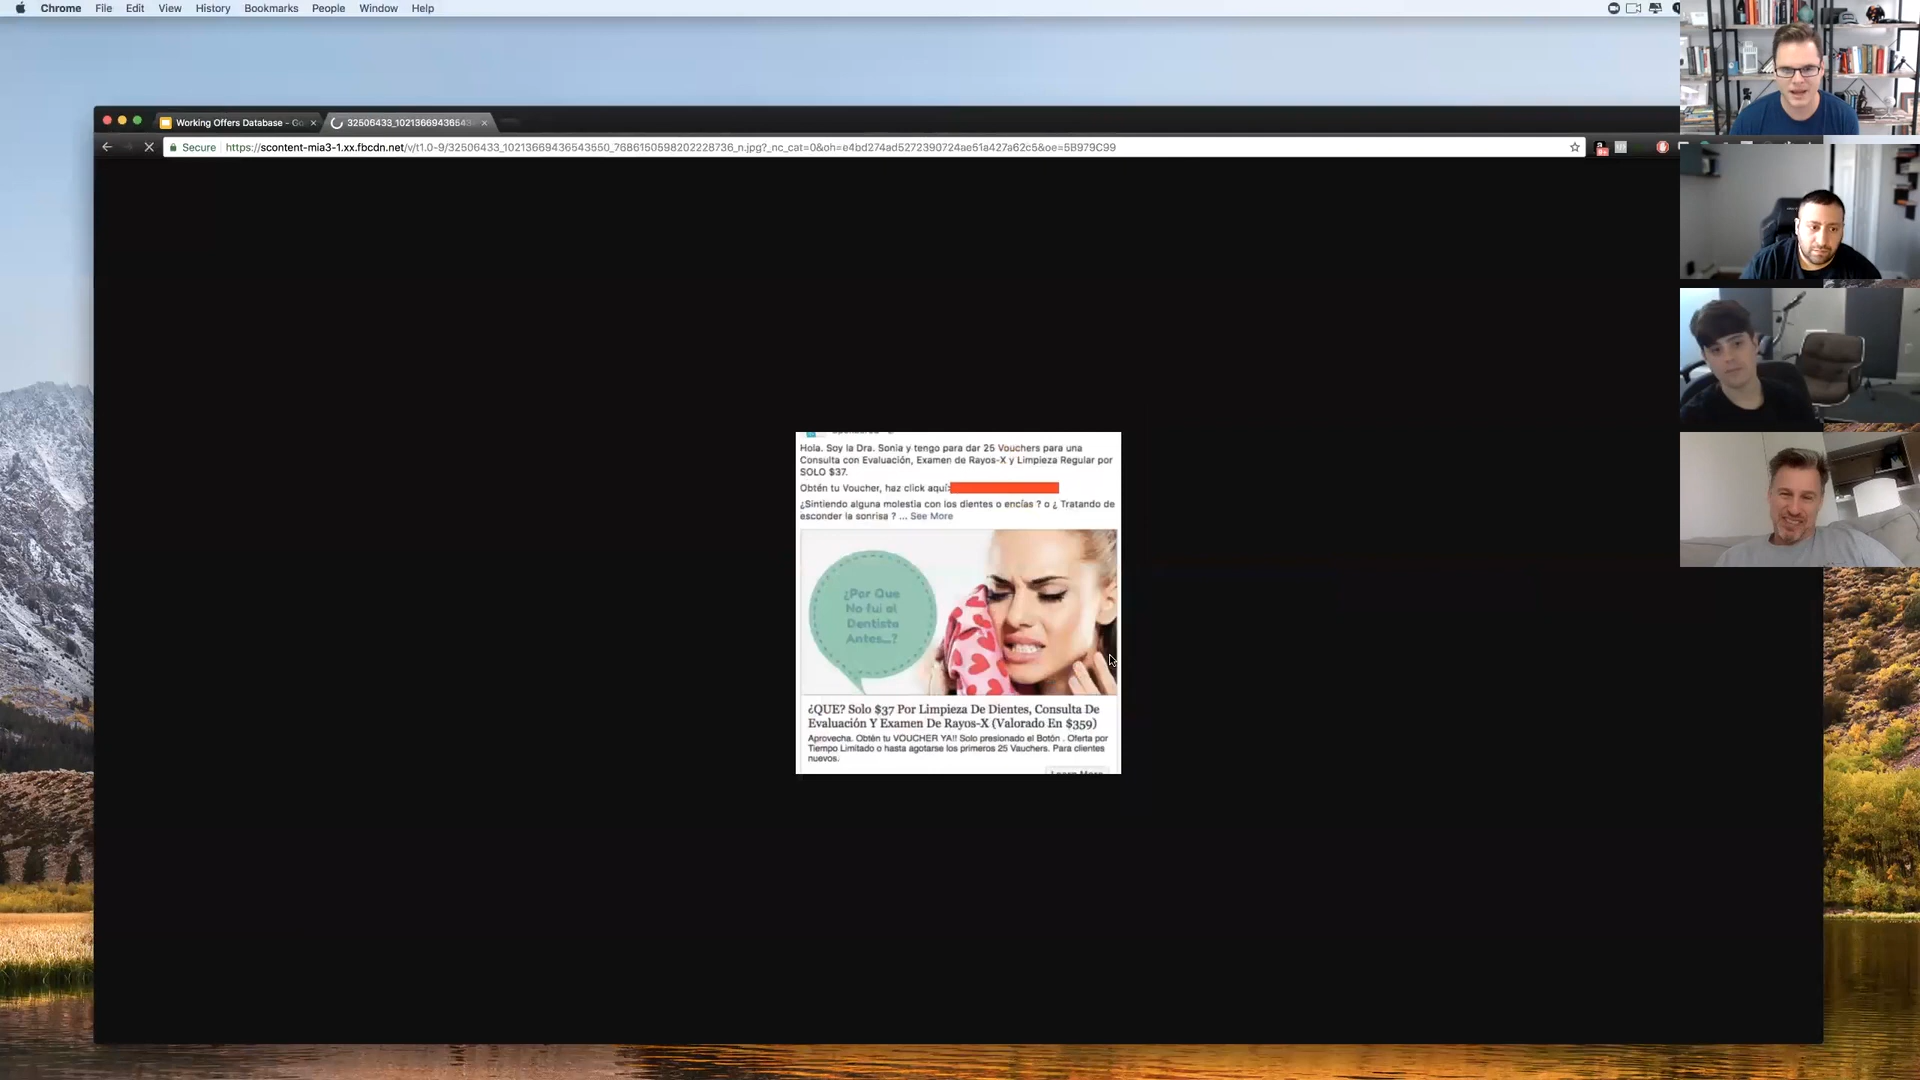 Chrome File Edit View History Bookmarks People Window Help
Working Offers Database - Go
32506433_10213669436543
Secure https://scontent-mia3-1.xx.fbcdn.net/v/t1.0-9/32506433_10213669436543550_7686150598202228736_n.jpg?_nc_cat=0&oh=e4bd274ad5272390724ae51a427a62c5&oe=5B979C99
Hola. Soy la Dra. Sonia y tengo para dar 25 Vouchers para una
Consulta con Evaluación, Examen de Rayos-X y Limpieza Regular por
SOLO $37.
Obtén tu Voucher, haz click aquí:
¿Sintiendo alguna molestia con los dientes o encías ? o ¿ Tratando de
esconder la sonrisa ? ... See More
¿Por Que
No fui al
Dentista
Antes...?
¿QUE? Solo $37 Por Limpieza De Dientes, Consulta De
Evaluación Y Examen De Rayos-X (Valorado En $359)
Aprovecha. Obtén tu VOUCHER YA!! Solo presionado el Botón . Oferta por
Tiempo Limitado o hasta agotarse los primeros 25 Vauchers. Para clientes
nuevos.